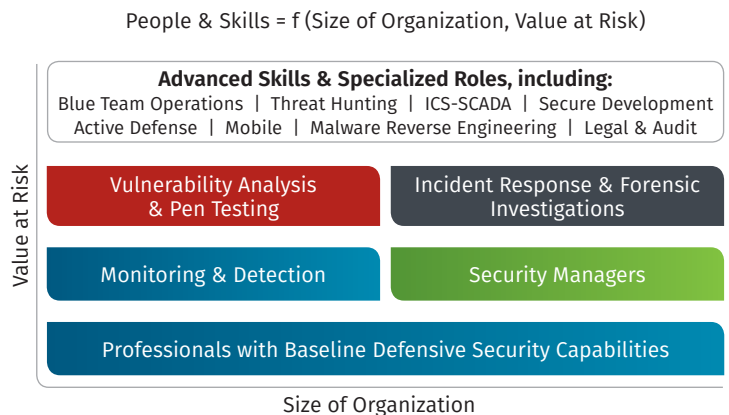 People & Skills = f (Size of Organization, Value at Risk)
Advanced Skills & Specialized Roles, including:
Blue Team Operations | Threat Hunting | ICS-SCADA | Secure Development
Active Defense | Mobile | Malware Reverse Engineering | Legal & Audit
Value at Risk
Vulnerability Analysis
& Pen Testing
Incident Response & Forensic
Investigations
Monitoring & Detection
Security Managers
Professionals with Baseline Defensive Security Capabilities
Size of Organization